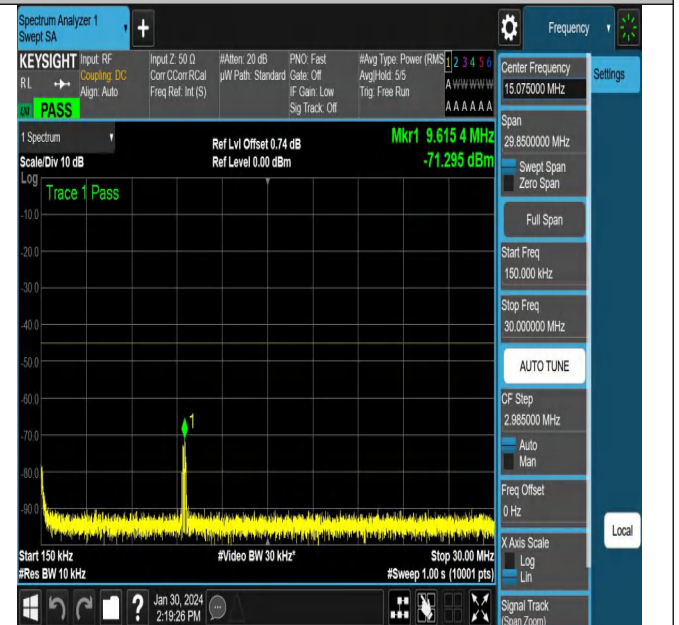 Spectrum Analyzer 1
Swept SA
+
Frequency
KEYSIGHT
RL
PASS
Input: RF
Coupling: DC
Align: Auto
Input Z: 50 Ω
Corr CCorr RCal
Freq Ref: Int (S)
#Atten: 20 dB
µW Path: Standard
PNO: Fast
Gate: Off
IF Gain: Low
Sig Track: Off
#Avg Type: Power (RMS
Avg|Hold: 5/5
Trig: Free Run
1 2 3 4 5 6
A W W W W W
A A A A A A
1 Spectrum
Scale/Div 10 dB
Log
Ref Lvl Offset 0.74 dB
Ref Level 0.00 dBm
Mkr1 9.615 4 MHz
-71.295 dBm
Trace 1 Pass
-10.0
-20.0
-30.0
-50.0
-60.0
-70.0
-80.0
-90.0
1
Start 150 kHz
#Res BW 10 kHz
#Video BW 30 kHz*
Stop 30.00 MHz
#Sweep 1.00 s (10001 pts)
Center Frequency
15.075000 MHz
Settings
Span
29.8500000 MHz
Swept Span
Zero Span
Full Span
Start Freq
150.000 kHz
Stop Freq
30.000000 MHz
AUTO TUNE
CF Step
2.985000 MHz
Auto
Man
Freq Offset
0 Hz
X Axis Scale
Log
Lin
Local
Signal Track
(Span Zoom)
?
Jan 30, 2024
2:19:26 PM